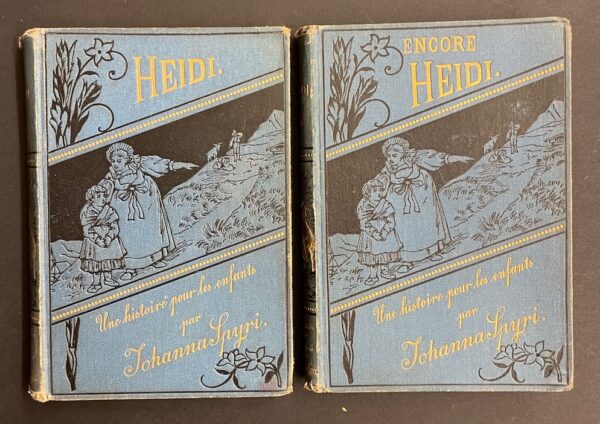 HEIDI.
Une histoire pour les enfants
par
Johanna Spyri.
ENCORE
HEIDI.
Une histoire pour les enfants
par
Johanna Spyri.